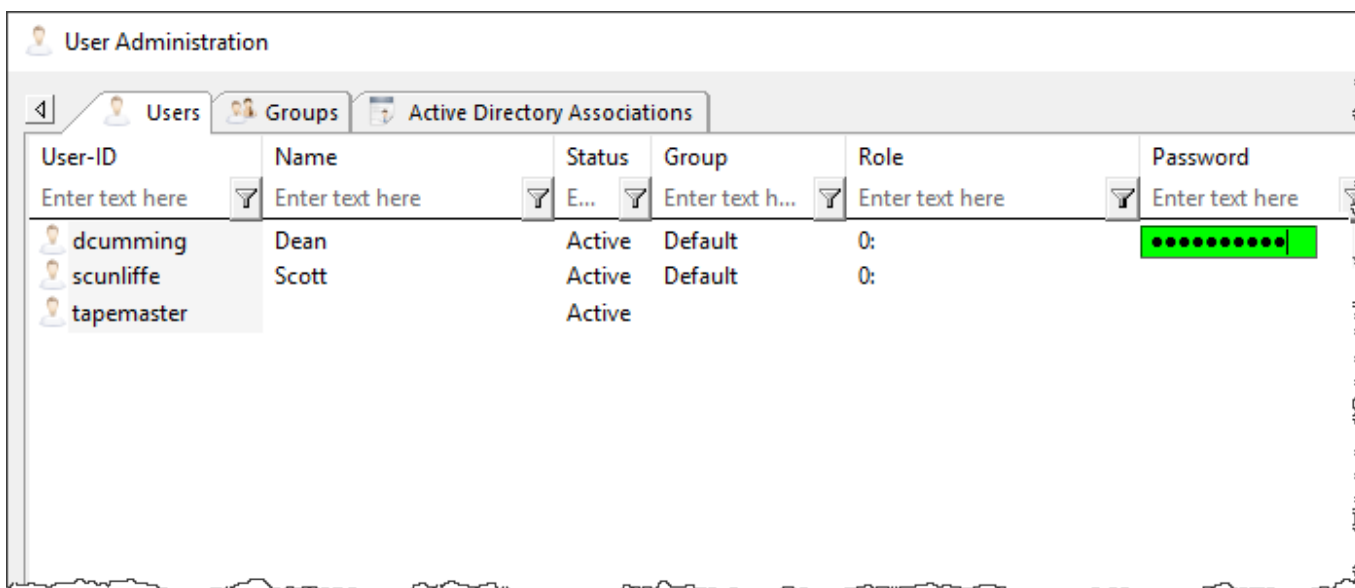 User Administration
Users Groups Active Directory Associations
User-ID Name Status Group Role Password
Enter text here Enter text here E... Enter text h... Enter text here Enter text here
dcumming Dean Active Default 0: ●●●●●●●●●●
scunliffe Scott Active Default 0:
tapemaster Active